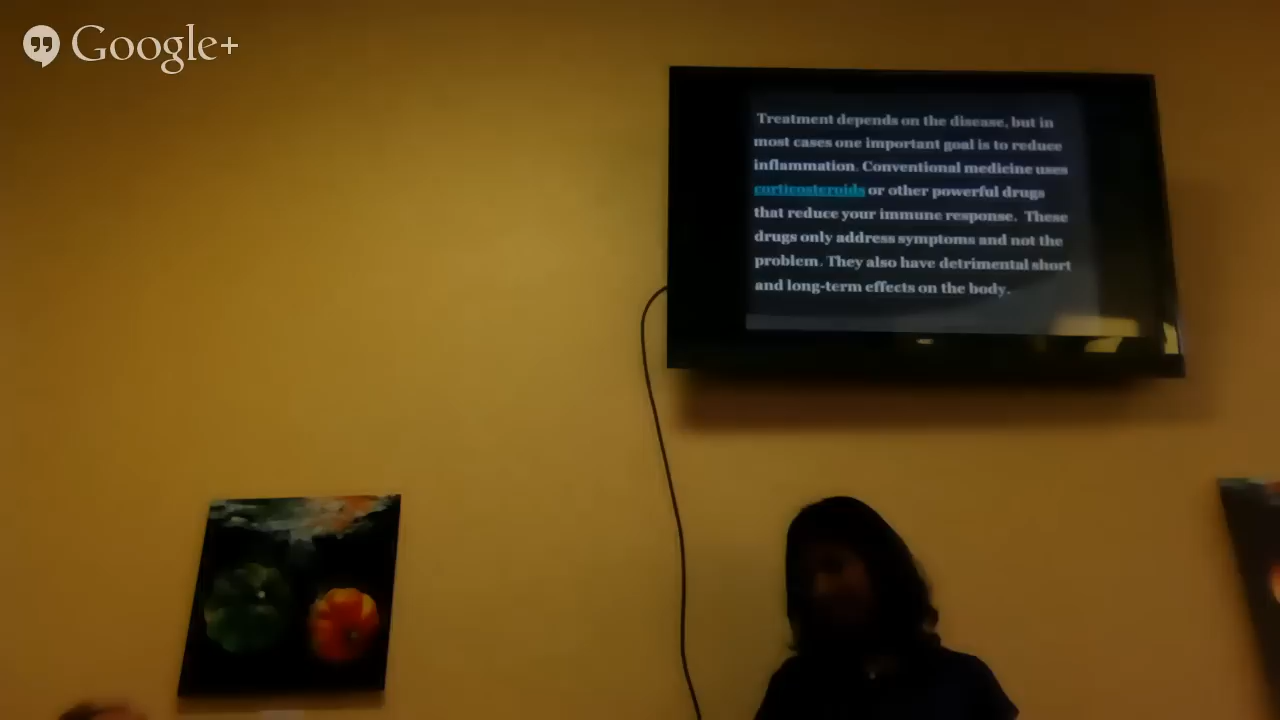 Google+
Treatment depends on the disease, but in
most cases one important goal is to reduce
inflammation. Conventional medicine uses
corticosteroids or other powerful drugs
that reduce your immune response.  These
drugs only address symptoms and not the
problem. They also have detrimental short
and long-term effects on the body.